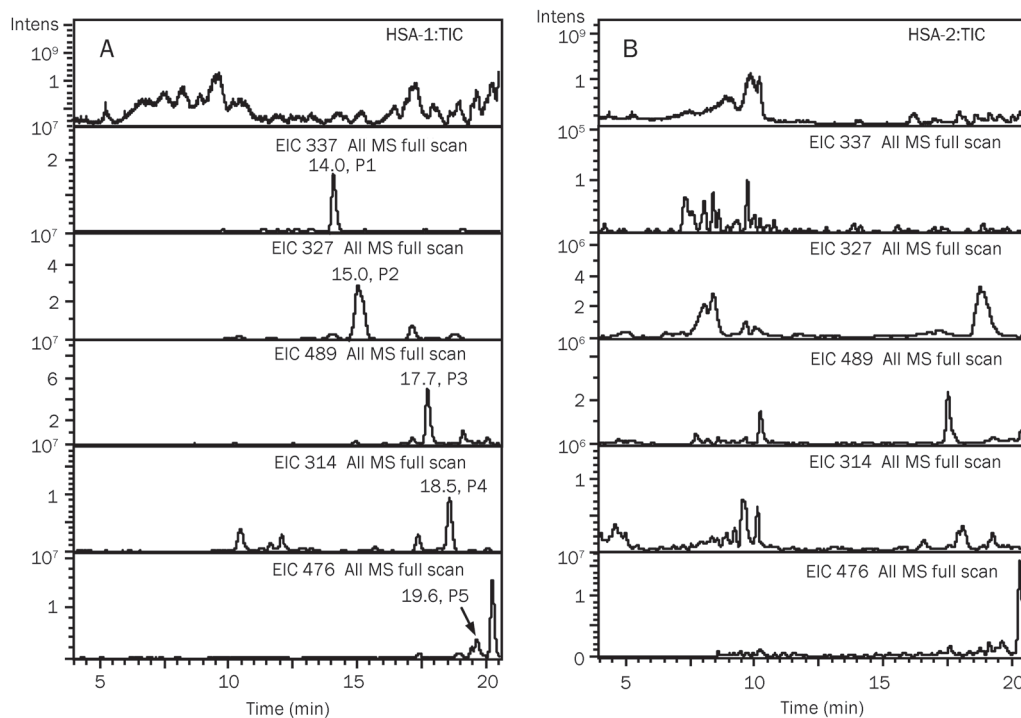 Intens
A
HSA-1:TIC
10⁹
1
10⁷
EIC 337 All MS full scan
14.0, P1
2
10⁷
EIC 327 All MS full scan
15.0, P2
4
2
10⁷
EIC 489 All MS full scan
17.7, P3
6
2
10⁷
EIC 314 All MS full scan
18.5, P4
1
10⁷
EIC 476 All MS full scan
19.6, P5
1
5 10 15 20
Time (min)
Intens
B
HSA-2:TIC
10⁹
1
10⁵
EIC 337 All MS full scan
1
10⁶
EIC 327 All MS full scan
4
2
10⁶
EIC 489 All MS full scan
2
10⁶
EIC 314 All MS full scan
1
10⁷
EIC 476 All MS full scan
1
0
5 10 15 20
Time (min)